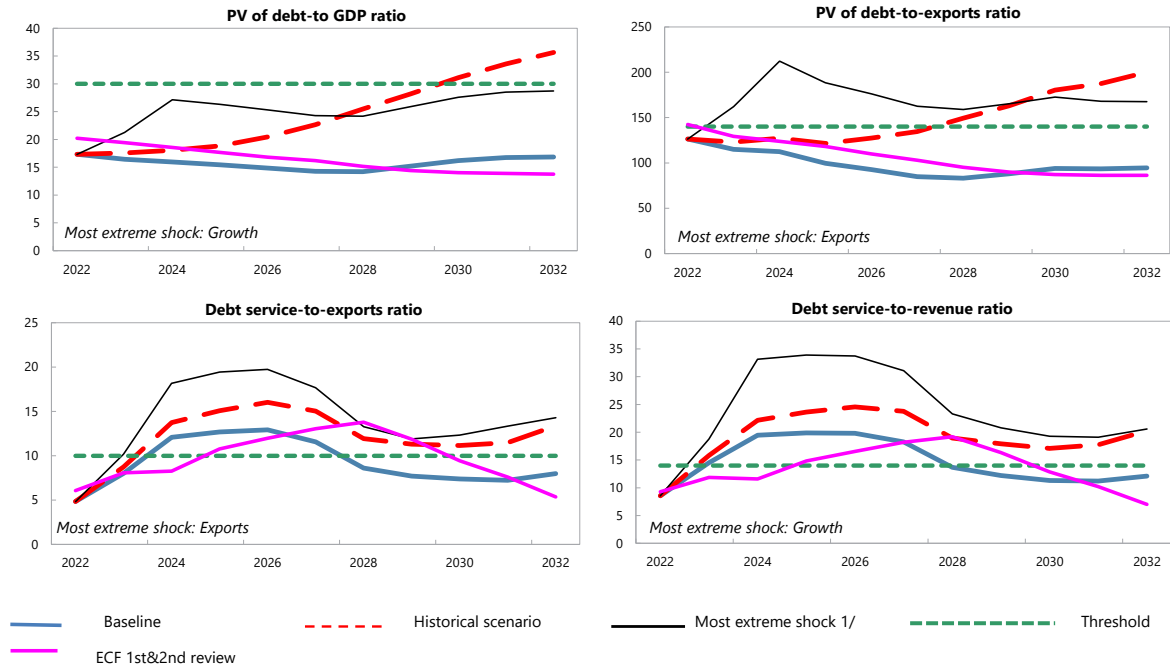 PV of debt-to GDP ratio
40
35
30
25
20
15
10
5
0
Most extreme shock: Growth
2022 2024 2026 2028 2030 2032
PV of debt-to-exports ratio
250
200
150
100
50
0
Most extreme shock: Exports
2022 2024 2026 2028 2030 2032
Debt service-to-exports ratio
25
20
15
10
5
0
Most extreme shock: Exports
2022 2024 2026 2028 2030 2032
Debt service-to-revenue ratio
40
35
30
25
20
15
10
5
0
Most extreme shock: Growth
2022 2024 2026 2028 2030 2032
Baseline
Historical scenario
Most extreme shock 1/
Threshold
ECF 1st&2nd review